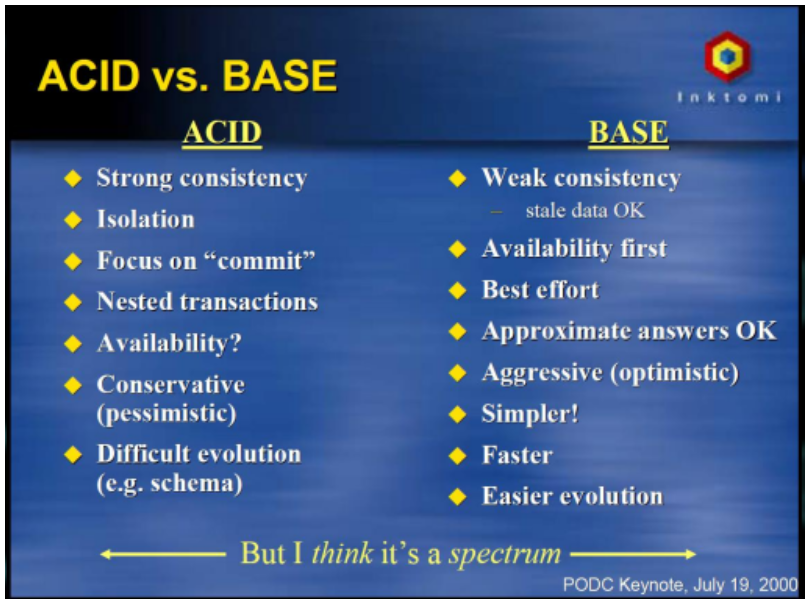 ACID vs. BASE
Inktomi
ACID
Strong consistency
Isolation
Focus on “commit”
Nested transactions
Availability?
Conservative
(pessimistic)
Difficult evolution
(e.g. schema)
BASE
Weak consistency
– stale data OK
Availability first
Best effort
Approximate answers OK
Aggressive (optimistic)
Simpler!
Faster
Easier evolution
But I think it’s a spectrum
PODC Keynote, July 19, 2000